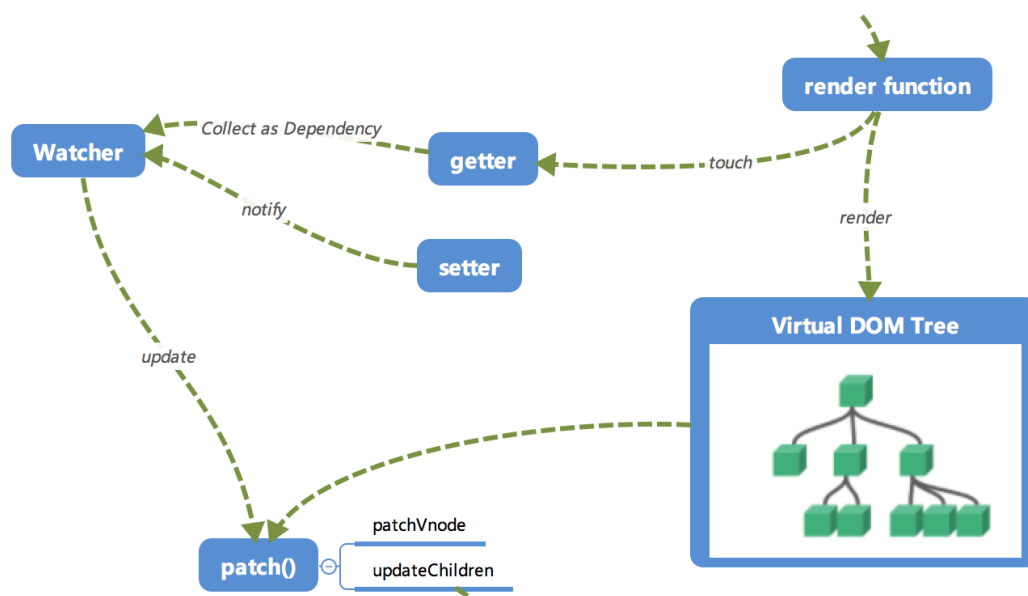 render function
Collect as Dependency
Watcher
getter
touch
notify
render
setter
Virtual DOM Tree
update
patchVnode
patch()
updateChildren